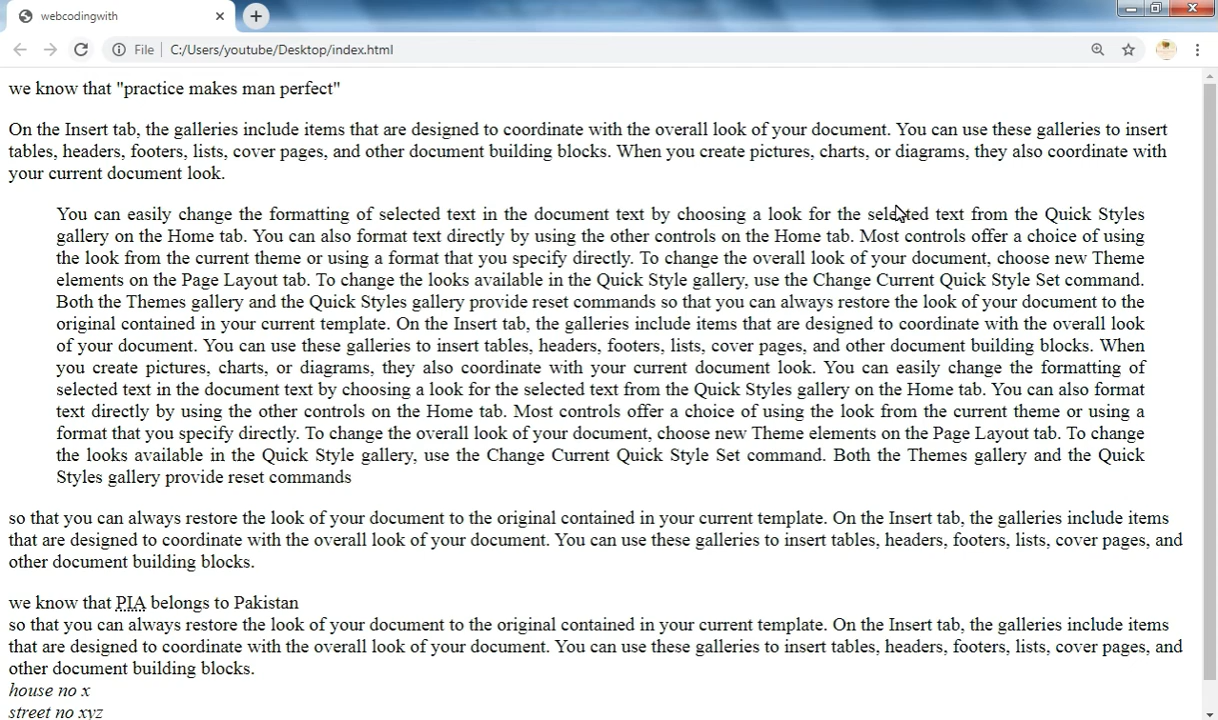 webcodingwith
File C:/Users/youtube/Desktop/index.html
we know that "practice makes man perfect"
On the Insert tab, the galleries include items that are designed to coordinate with the overall look of your document. You can use these galleries to insert
tables, headers, footers, lists, cover pages, and other document building blocks. When you create pictures, charts, or diagrams, they also coordinate with
your current document look.
You can easily change the formatting of selected text in the document text by choosing a look for the selected text from the Quick Styles
gallery on the Home tab. You can also format text directly by using the other controls on the Home tab. Most controls offer a choice of using
the look from the current theme or using a format that you specify directly. To change the overall look of your document, choose new Theme
elements on the Page Layout tab. To change the looks available in the Quick Style gallery, use the Change Current Quick Style Set command.
Both the Themes gallery and the Quick Styles gallery provide reset commands so that you can always restore the look of your document to the
original contained in your current template. On the Insert tab, the galleries include items that are designed to coordinate with the overall look
of your document. You can use these galleries to insert tables, headers, footers, lists, cover pages, and other document building blocks. When
you create pictures, charts, or diagrams, they also coordinate with your current document look. You can easily change the formatting of
selected text in the document text by choosing a look for the selected text from the Quick Styles gallery on the Home tab. You can also format
text directly by using the other controls on the Home tab. Most controls offer a choice of using the look from the current theme or using a
format that you specify directly. To change the overall look of your document, choose new Theme elements on the Page Layout tab. To change
the looks available in the Quick Style gallery, use the Change Current Quick Style Set command. Both the Themes gallery and the Quick
Styles gallery provide reset commands
so that you can always restore the look of your document to the original contained in your current template. On the Insert tab, the galleries include items
that are designed to coordinate with the overall look of your document. You can use these galleries to insert tables, headers, footers, lists, cover pages, and
other document building blocks.
we know that PIA belongs to Pakistan
so that you can always restore the look of your document to the original contained in your current template. On the Insert tab, the galleries include items
that are designed to coordinate with the overall look of your document. You can use these galleries to insert tables, headers, footers, lists, cover pages, and
other document building blocks.
house no x
street no xyz